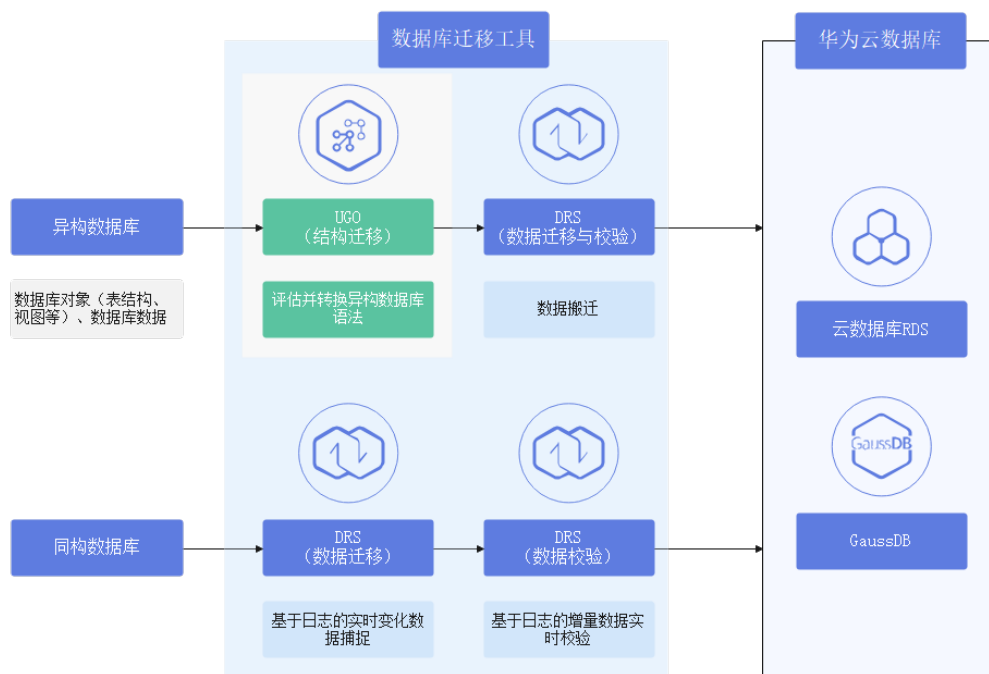 数据库迁移工具
华为云数据库
异构数据库
数据库对象（表结构、
视图等）、数据库数据
UGO
（结构迁移）
评估并转换异构数据库
语法
DRS
（数据迁移与校验）
数据搬迁
云数据库RDS
GaussDB
GaussDB
同构数据库
DRS
（数据迁移）
基于日志的实时变化数
据捕捉
DRS
（数据校验）
基于日志的增量数据实
时校验